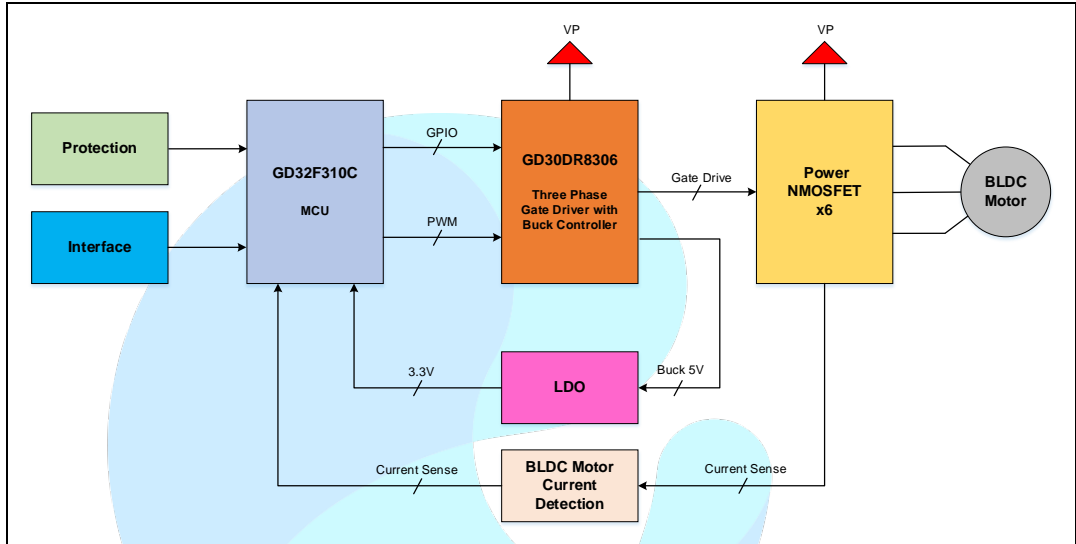 VP
VP
Protection
GD32F310C
MCU
GPIO
GD30DR8306
Three Phase
Gate Driver with
Buck Controller
Gate Drive
Power
NMOSFET
x6
BLDC
Motor
Interface
PWM
3.3V
LDO
Buck 5V
Current Sense
BLDC Motor
Current
Detection
Current Sense